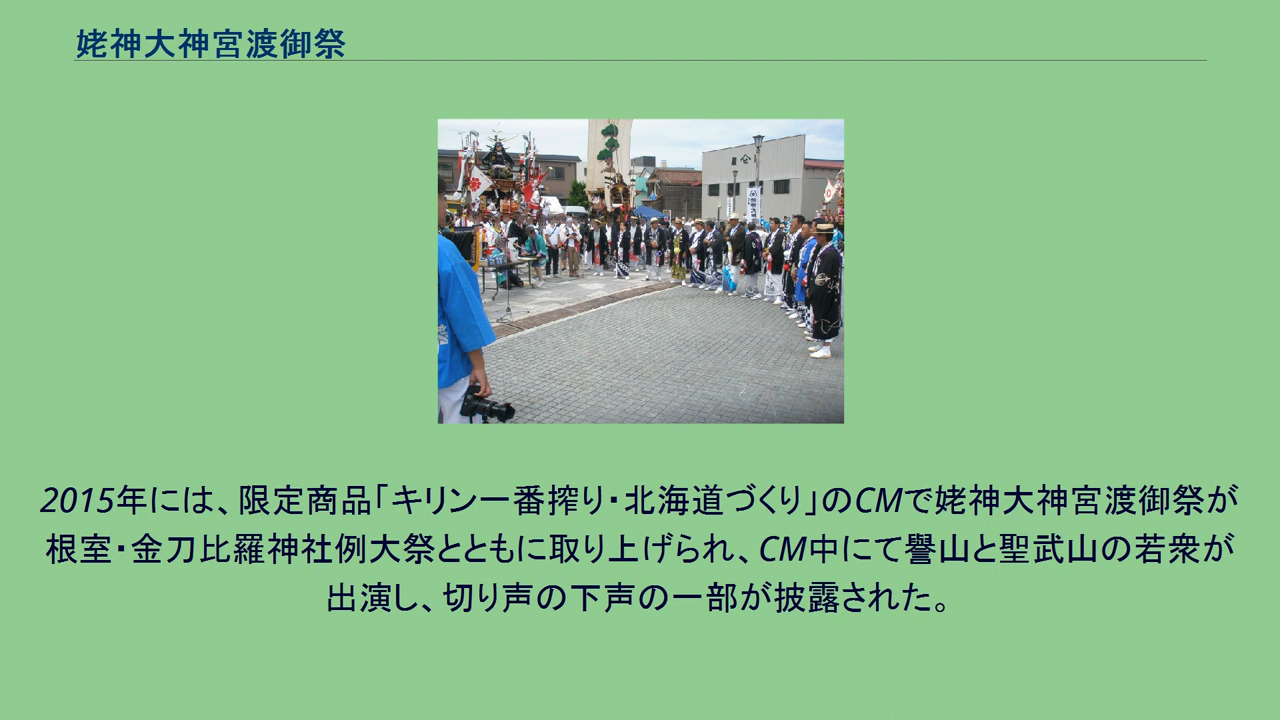 姥神大神宮渡御祭
2015年には、限定商品「キリン一番搾り・北海道づくり」のCMで姥神大神宮渡御祭が
根室・金刀比羅神社例大祭とともに取り上げられ、CM中にて譽山と聖武山の若衆が
出演し、切り声の下声の一部が披露された。